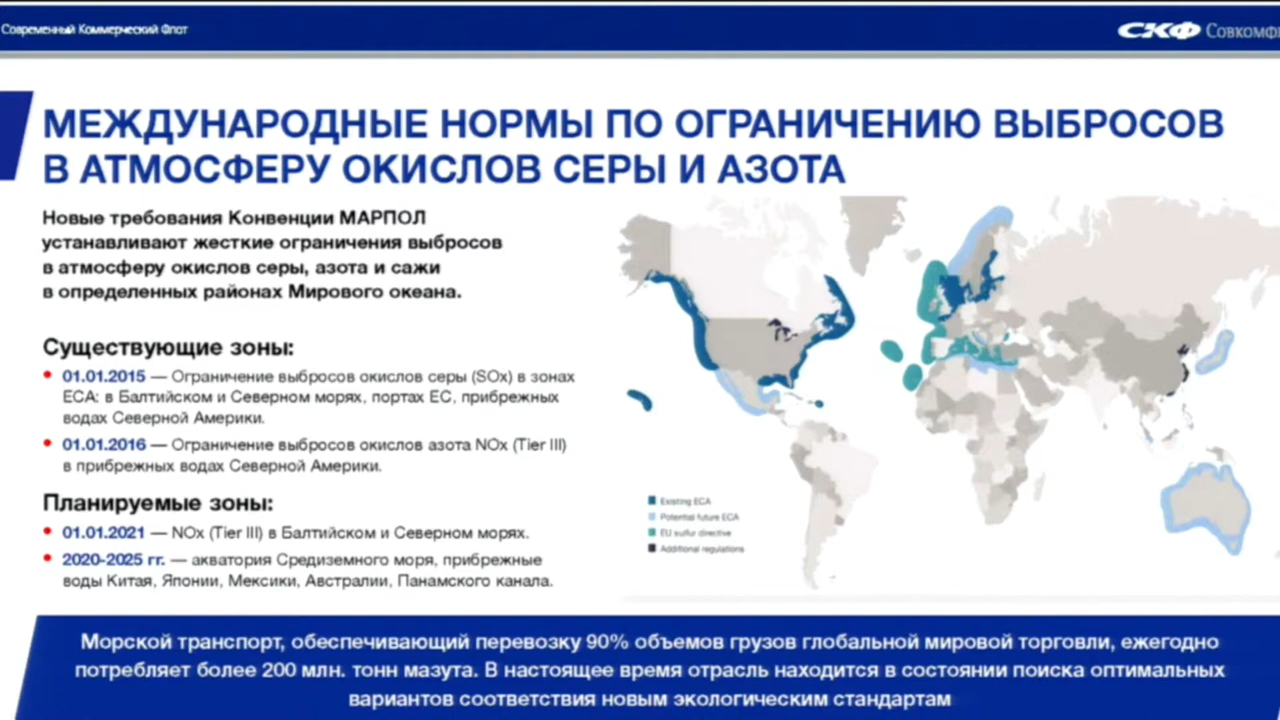 Современный Коммерческий Флот
СКФ Совкомф
МЕЖДУНАРОДНЫЕ НОРМЫ ПО ОГРАНИЧЕНИЮ ВЫБРОСОВ
В АТМОСФЕРУ ОКИСЛОВ СЕРЫ И АЗОТА
Новые требования Конвенции МАРПОЛ
устанавливают жесткие ограничения выбросов
в атмосферу окислов серы, азота и сажи
в определенных районах Мирового океана.
Существующие зоны:
• 01.01.2015 — Ограничение выбросов окислов серы (SOx) в зонах
ECA: в Балтийском и Северном морях, портах ЕС, прибрежных
водах Северной Америки.
• 01.01.2016 — Ограничение выбросов окислов азота NOx (Tier III)
в прибрежных водах Северной Америки.
Планируемые зоны:
• 01.01.2021 — NOx (Tier III) в Балтийском и Северном морях.
• 2020-2025 гг. — акватория Средиземного моря, прибрежные
воды Китая, Японии, Мексики, Австралии, Панамского канала.
Existing ECA
Potential future ECA
EU sulfur directive
Additional regulations
Морской транспорт, обеспечивающий перевозку 90% объемов грузов глобальной мировой торговли, ежегодно
потребляет более 200 млн. тонн мазута. В настоящее время отрасль находится в состоянии поиска оптимальных
вариантов соответствия новым экологическим стандартам